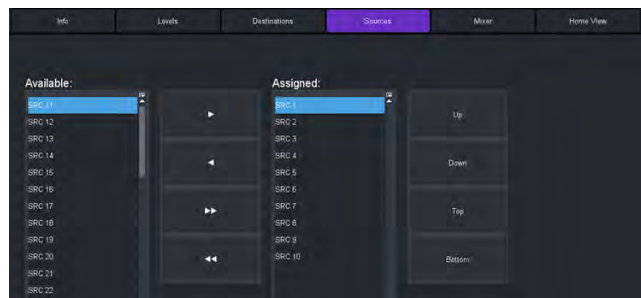 Info
Levels
Destinations
Sources
Mixer
Home View
Available:
SRC 11
SRC 12
SRC 13
SRC 14
SRC 15
SRC 16
SRC 17
SRC 18
SRC 19
SRC 20
SRC 21
SRC 22
Assigned:
SRC 1
SRC 2
SRC 3
SRC 4
SRC 5
SRC 6
SRC 7
SRC 8
SRC 9
SRC 10
Up
Down
Top
Bottom